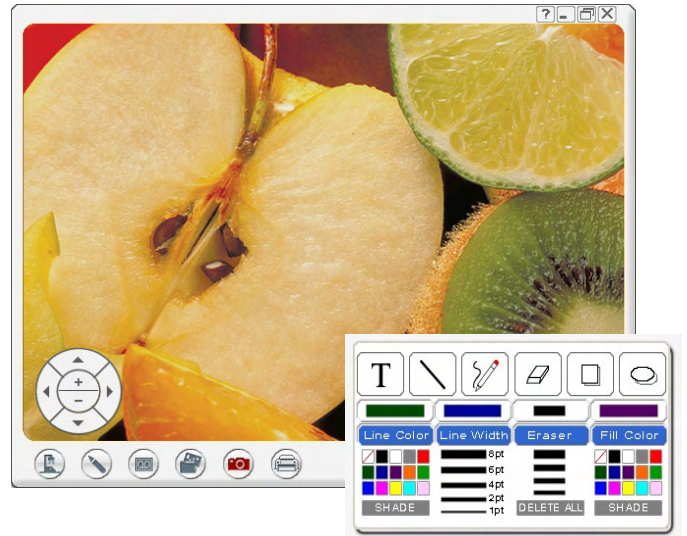 ?
T
Line Color Line Width Eraser Fill Color
8pt
6pt
4pt
2pt
1pt
SHADE DELETE ALL SHADE